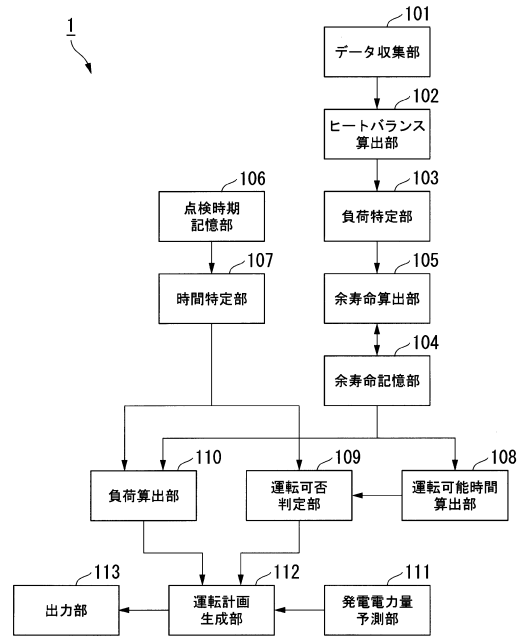 1
101
データ収集部
102
ヒートバランス
算出部
103
負荷特定部
106
点検時期
記憶部
107
時間特定部
105
余寿命算出部
104
余寿命記憶部
110
負荷算出部
109
運転可否
判定部
108
運転可能時間
算出部
113
出力部
112
運転計画
生成部
111
発電電力量
予測部